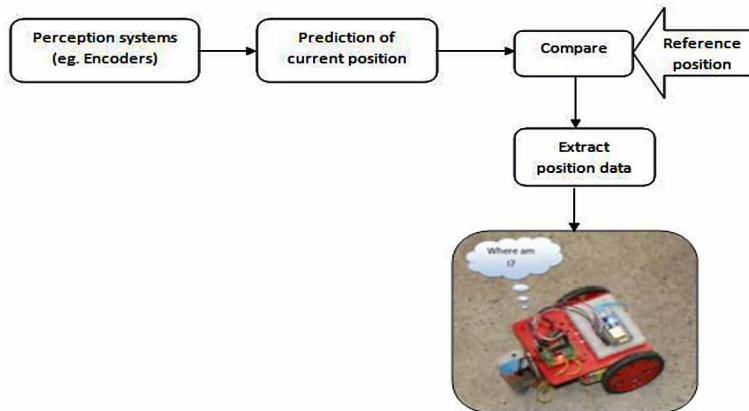 Perception systems
(eg. Encoders)
Prediction of
current position
Compare
Reference
position
Extract
position data
Where am
I?